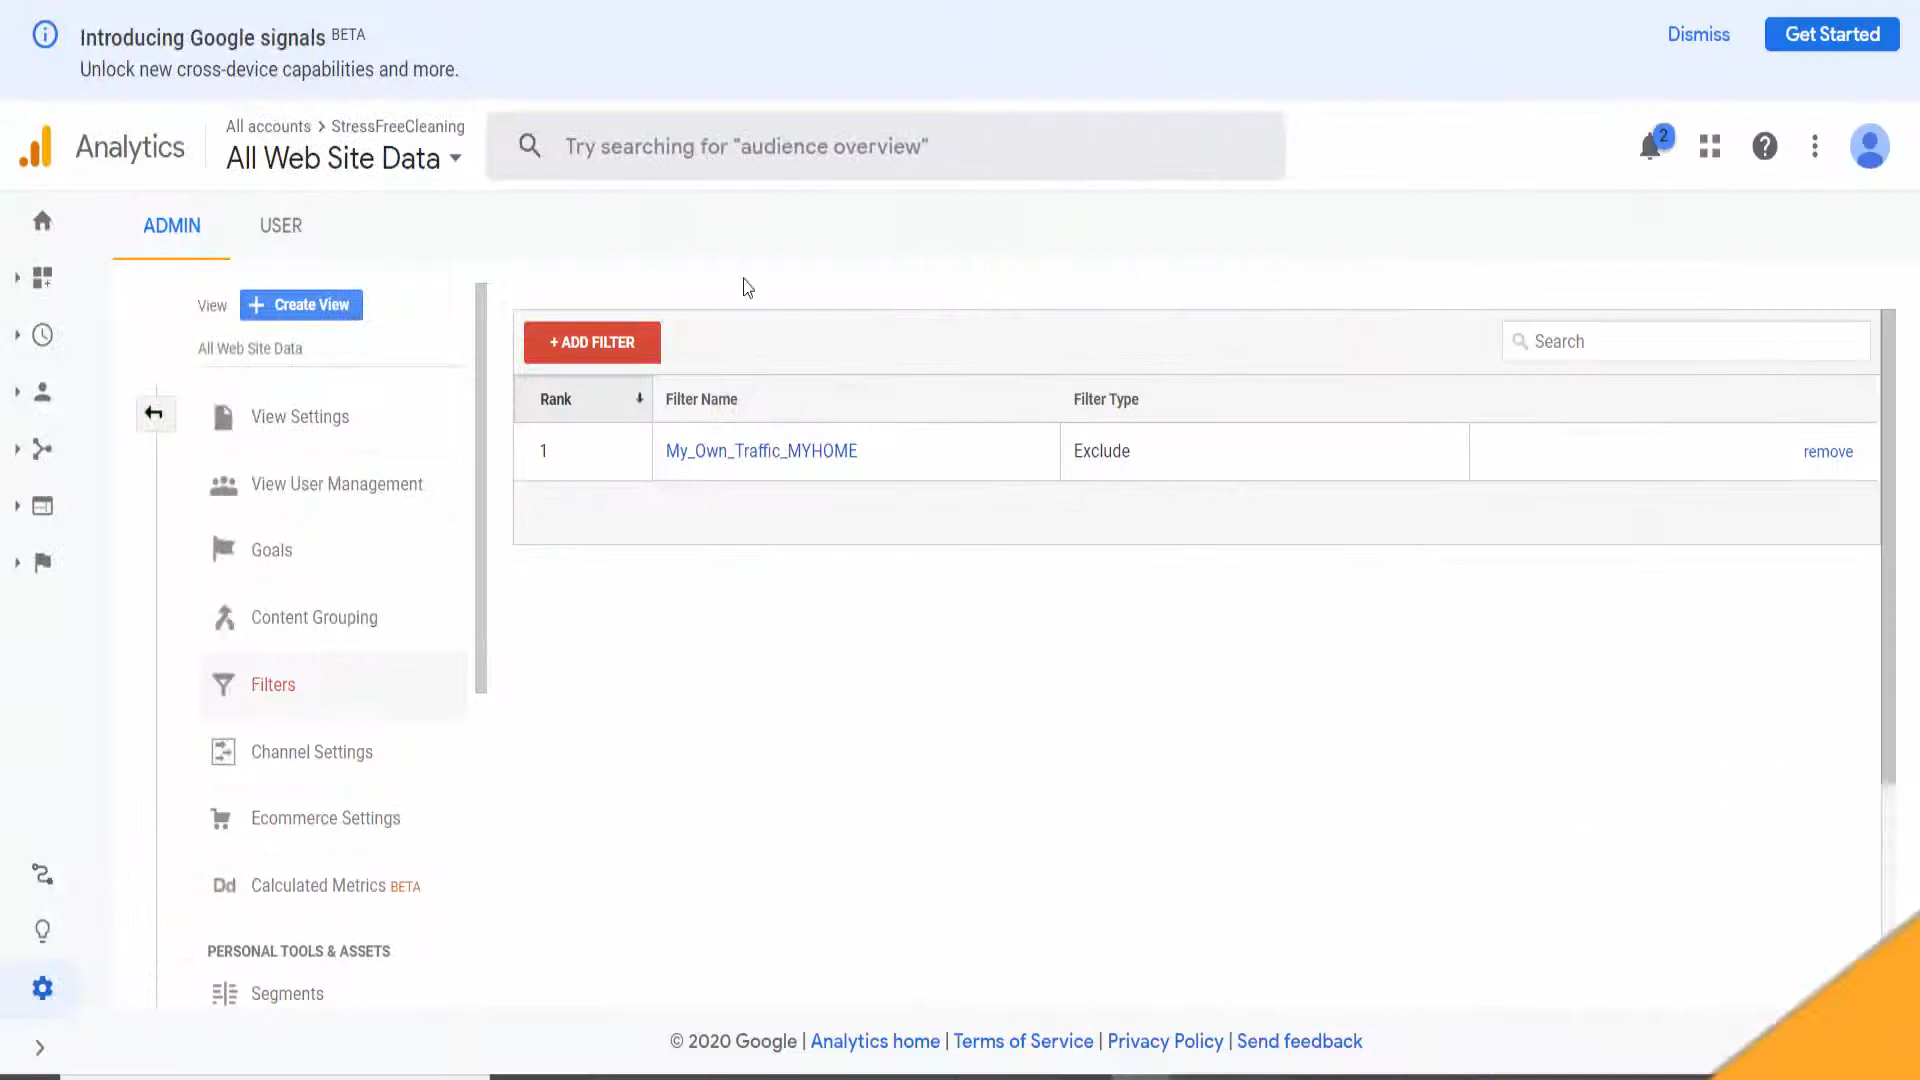 Introducing Google signals BETA
Unlock new cross-device capabilities and more.
Dismiss
Get Started
Analytics
All accounts > StressFreeCleaning
All Web Site Data
Try searching for "audience overview"
2
ADMIN
USER
View
+ Create View
All Web Site Data
View Settings
View User Management
Goals
Content Grouping
Filters
Channel Settings
Ecommerce Settings
Dd Calculated Metrics BETA
PERSONAL TOOLS & ASSETS
Segments
+ ADD FILTER
Search
Rank
Filter Name
Filter Type
1
My_Own_Traffic_MYHOME
Exclude
remove
© 2020 Google | Analytics home | Terms of Service | Privacy Policy | Send feedback